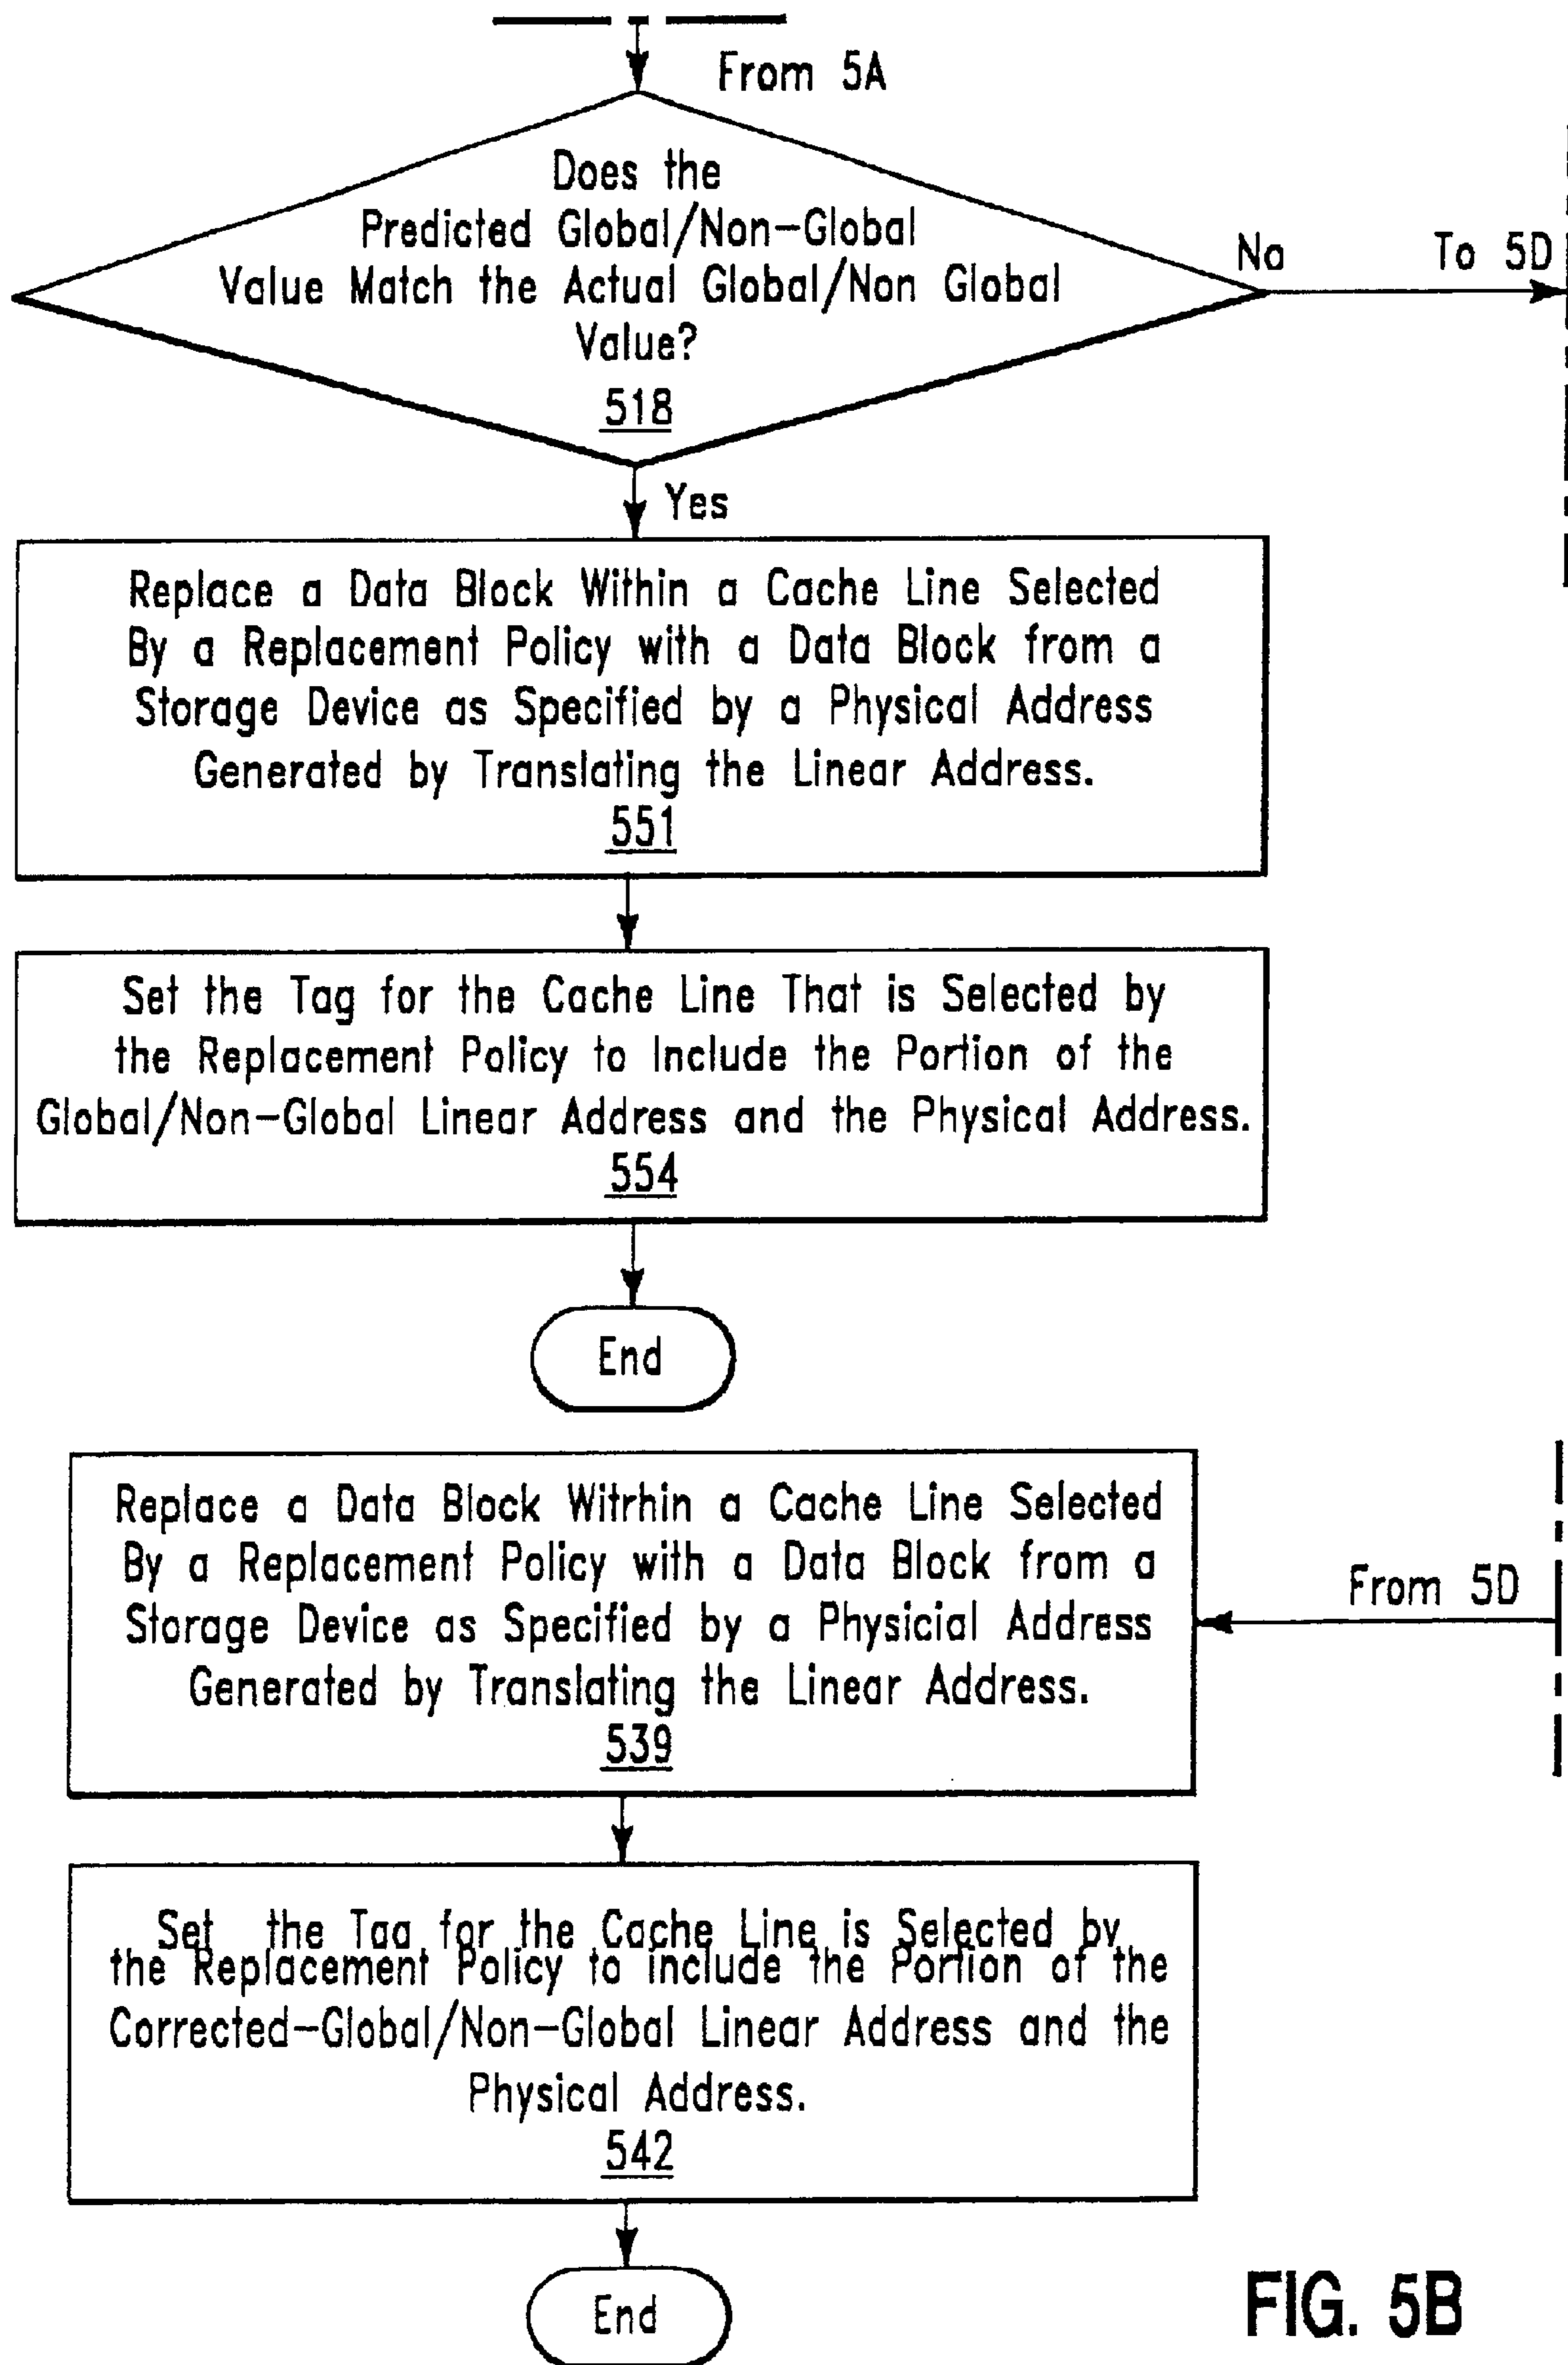 From 5A
Does the
Predicted Global/Non-Global
Value Match the Actual Global/Non Global
Value?
518
No
To 5D
Yes
Replace a Data Block Within a Cache Line Selected
By a Replacement Policy with a Data Block from a
Storage Device as Specified by a Physical Address
Generated by Translating the Linear Address.
551
Set the Tag for the Cache Line That is Selected by
the Replacement Policy to Include the Portion of the
Global/Non-Global Linear Address and the Physical Address.
554
End
Replace a Data Block Witrhin a Cache Line Selected
By a Replacement Policy with a Data Block from a
Storage Device as Specified by a Physicial Address
Generated by Translating the Linear Address.
539
From 5D
Set the Tag for the Cache Line is Selected by
the Replacement Policy to include the Portion of the
Corrected-Global/Non-Global Linear Address and the
Physical Address.
542
End
FIG. 5B